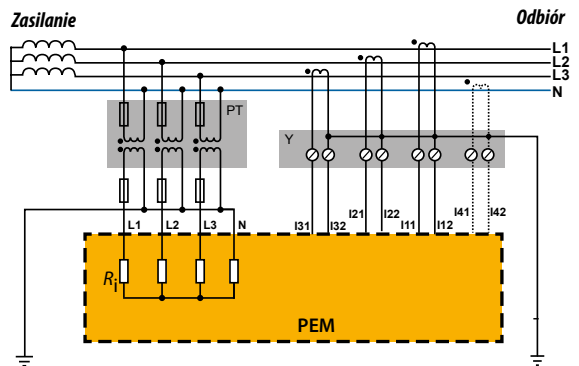 Zasilanie
Odbiór
L1
L2
L3
N
PT
Y
L1 L2 L3 N I31 I32 I21 I22 I11 I12 I41 I42
Ri
PEM